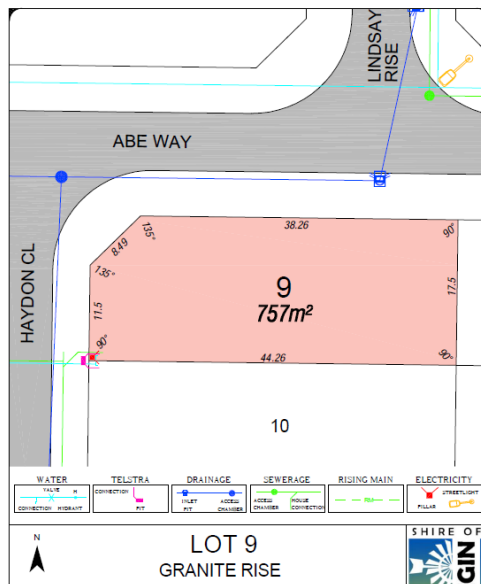 LINDSAY
RISE
ABE WAY
HAYDON CL
38.26
135°
90°
8.49
135°
11.5
9
757m²
17.5
90°
44.26
90°
10
WATER
VALVE H
CONNECTION HYDRANT
TELSTRA
CONNECTION
PIT
DRAINAGE
INLET ACCESS
PIT CHAMBER
SEWERAGE
ACCESS HOUSE
CHAMBER CONNECTION
RISING MAIN
ELECTRICITY
STREETLIGHT
PILLAR
N
LOT 9
GRANITE RISE
SHIRE OF
GIN